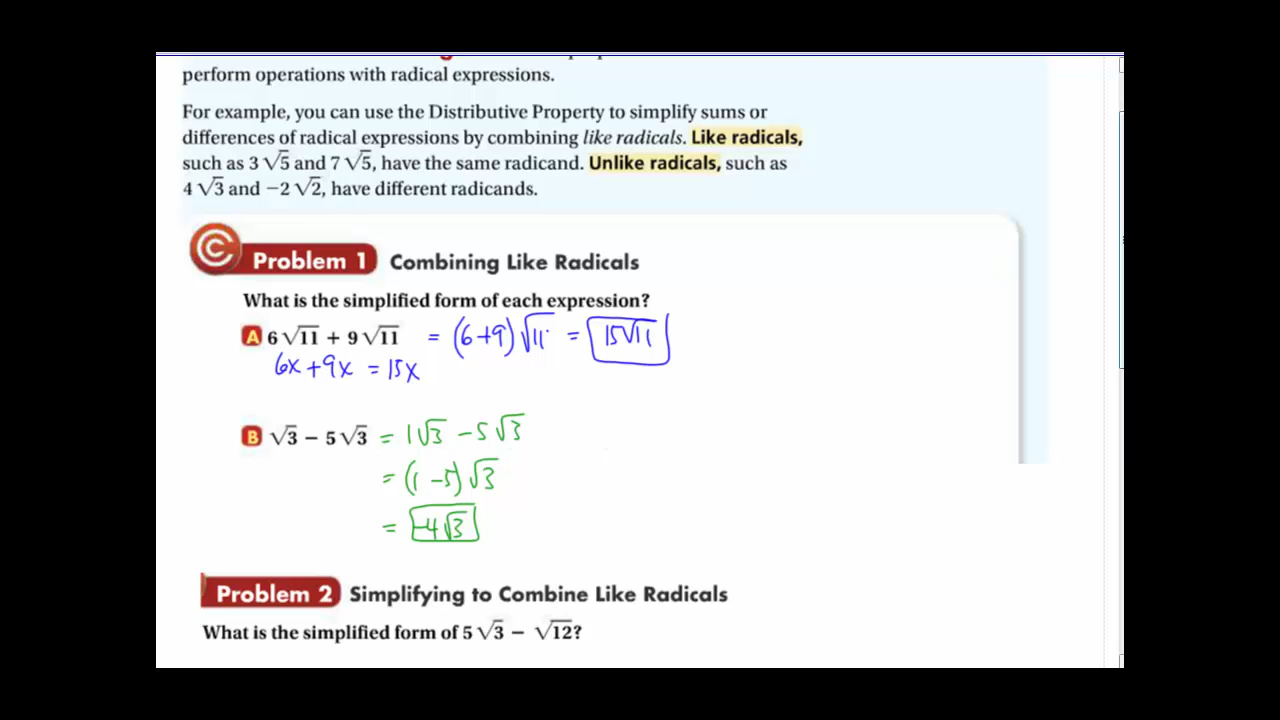 perform operations with radical expressions.
For example, you can use the Distributive Property to simplify sums or
differences of radical expressions by combining like radicals. Like radicals,
such as 3√5 and 7√5, have the same radicand. Unlike radicals, such as
4√3 and −2√2, have different radicands.
Problem 1 Combining Like Radicals
What is the simplified form of each expression?
A 6√11 + 9√11 = (6+9)√11 = 15√11
6x + 9x = 15x
B √3 − 5√3 = 1√3 − 5√3
= (1 − 5)√3
= −4√3
Problem 2 Simplifying to Combine Like Radicals
What is the simplified form of 5√3 − √12?